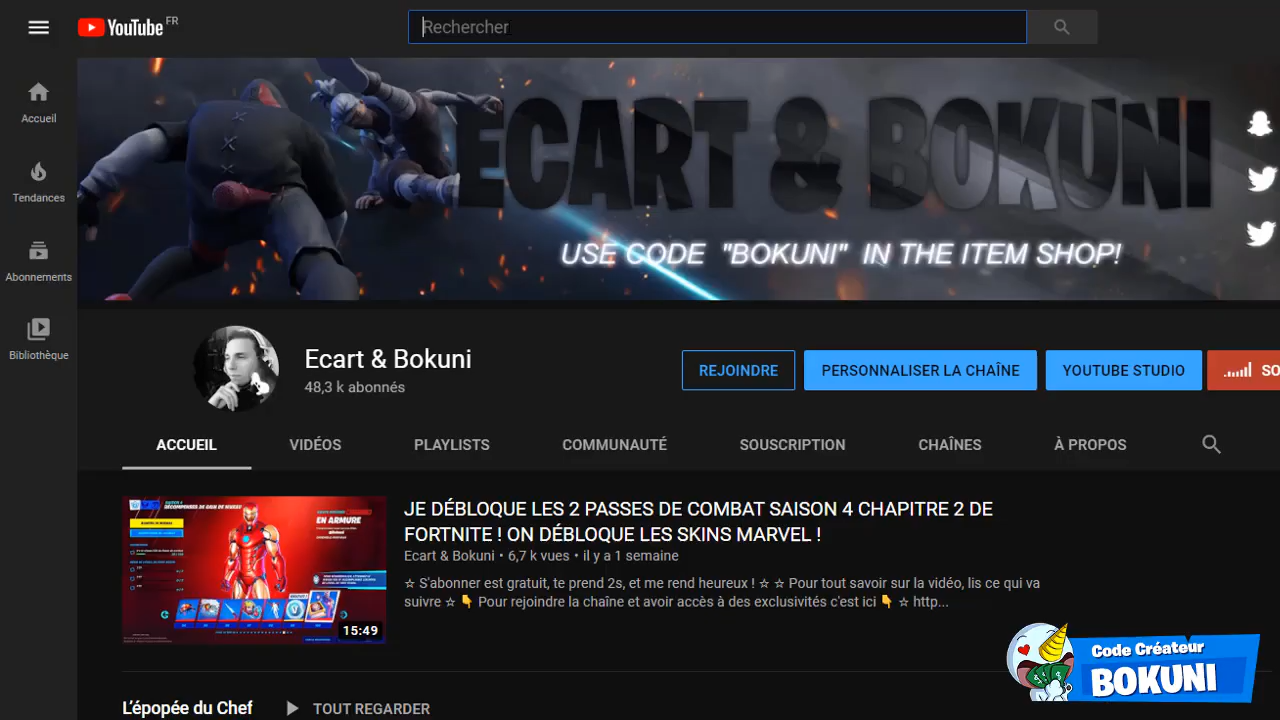 YouTube FR
Rechercher
Accueil
Tendances
Abonnements
Bibliothèque
ECART & BOKUNI
USE CODE "BOKUNI" IN THE ITEM SHOP!
Ecart & Bokuni
48,3 k abonnés
REJOINDRE
PERSONNALISER LA CHAÎNE
YOUTUBE STUDIO
SO
ACCUEIL
VIDÉOS
PLAYLISTS
COMMUNAUTÉ
SOUSCRIPTION
CHAÎNES
À PROPOS
EN ARMURE
15:49
JE DÉBLOQUE LES 2 PASSES DE COMBAT SAISON 4 CHAPITRE 2 DE
FORTNITE ! ON DÉBLOQUE LES SKINS MARVEL !
Ecart & Bokuni • 6,7 k vues • il y a 1 semaine
☆ S'abonner est gratuit, te prend 2s, et me rend heureux ! ☆ ☆ Pour tout savoir sur la vidéo, lis ce qui va
suivre ☆ 👇 Pour rejoindre la chaîne et avoir accès à des exclusivités c'est ici 👇 ☆ http...
Code Créateur
BOKUNI
L'épopée du Chef
TOUT REGARDER